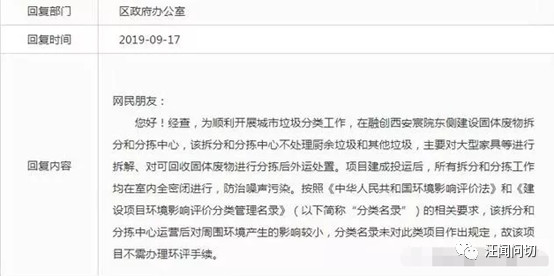 回复部门
区政府办公室
回复时间
2019-09-17
回复内容
网民朋友：
您好！经查，为顺利开展城市垃圾分类工作，在融创西安宸院东侧建设固体废物拆
分和分拣中心，该拆分和分拣中心不处理厨余垃圾和其他垃圾，主要对大型家具等进行
拆解、对可回收固体废物进行分拣后外运处置。项目建成投运后，所有拆分和分拣工作
均在室内全密闭进行，防治噪声污染。按照《中华人民共和国环境影响评价法》和《建
设项目环境影响评价分类管理名录》（以下简称“分类名录”）的相关要求，该拆分和
分拣中心运营后对周围环境产生的影响较小，分类名录未对此类项目作出规定，故该项
目不需办理环评手续。
汪闻问切